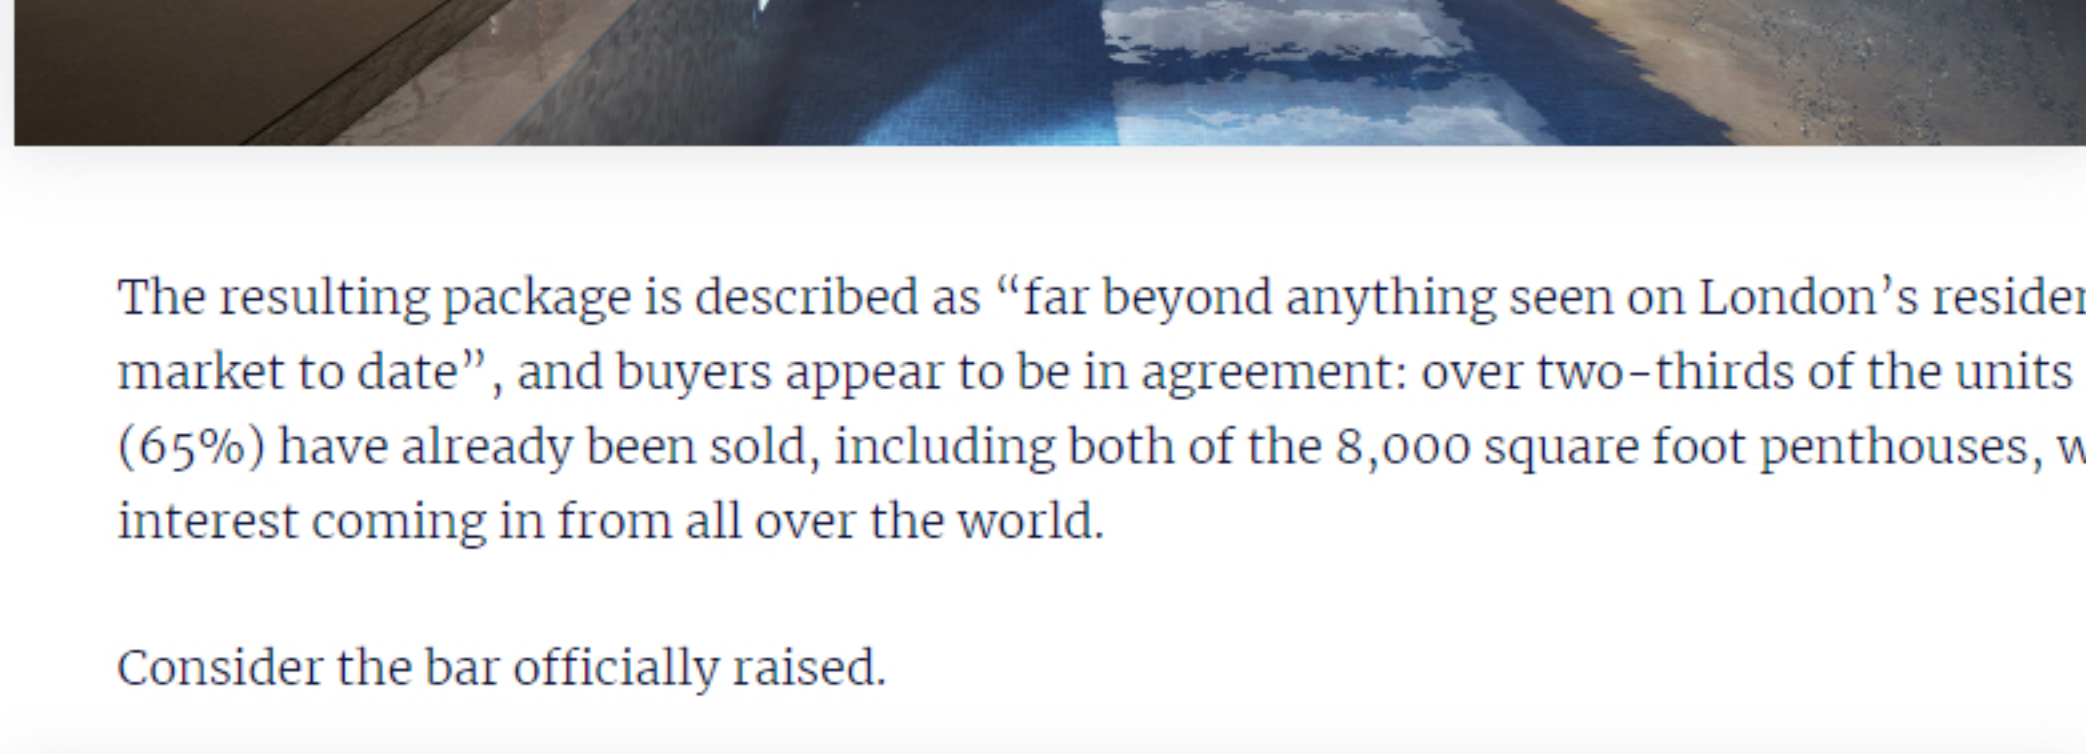 The resulting package is described as “far beyond anything seen on London’s
market to date”, and buyers appear to be in agreement: over two-thirds of the units
(65%) have already been sold, including both of the 8,000 square foot penthouses,
interest coming in from all over the world.
Consider the bar officially raised.